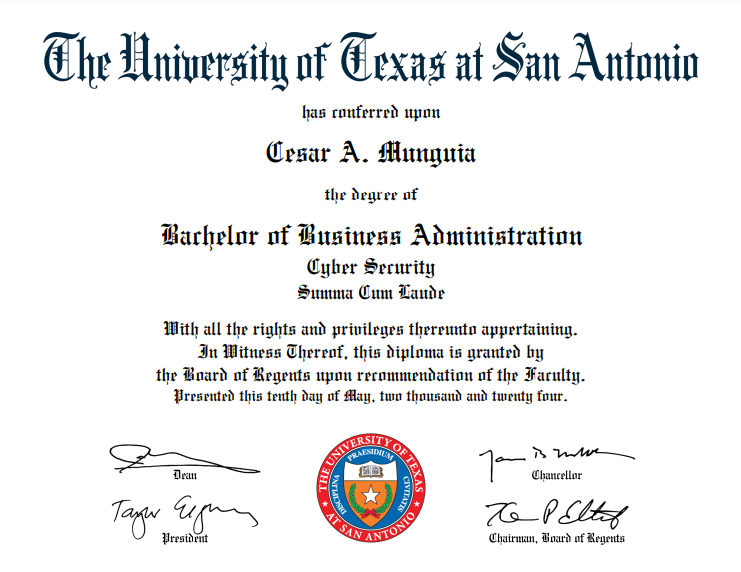 The University of Texas at San Antonio
has conferred upon
Cesar A. Munguia
the degree of
Bachelor of Business Administration
Cyber Security
Summa Cum Laude
With all the rights and privileges thereunto appertaining.
In Witness Thereof, this diploma is granted by
the Board of Regents upon recommendation of the Faculty.
Presented this tenth day of May, two thousand and twenty four.
Dean
President
THE UNIVERSITY OF TEXAS
AT SAN ANTONIO
PRAESIDIUM
DISCIPLINA
CIVITATIS
Chancellor
Chairman, Board of Regents